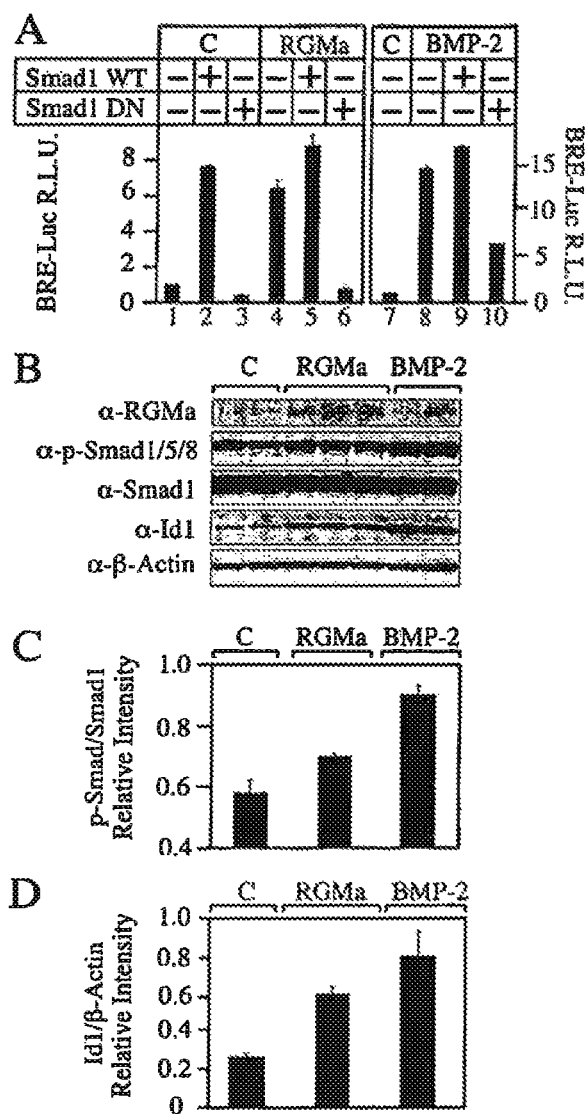 A
C RGMa C BMP-2
Smad1 WT − + − − + − − − + −
Smad1 DN − − + − − + − − − +
BRE-Luc R.L.U.
8
6
4
2
0
15
10
5
0
BRE-Luc R.L.U.
1 2 3 4 5 6 7 8 9 10
B
C RGMa BMP-2
α-RGMa
α-p-Smad1/5/8
α-Smad1
α-Id1
α-β-Actin
C
C RGMa BMP-2
p-Smad/Smad1
Relative Intensity
1.0
0.8
0.6
0.4
D
C RGMa BMP-2
Id1/β-Actin
Relative Intensity
1.0
0.8
0.6
0.4
0.2
0